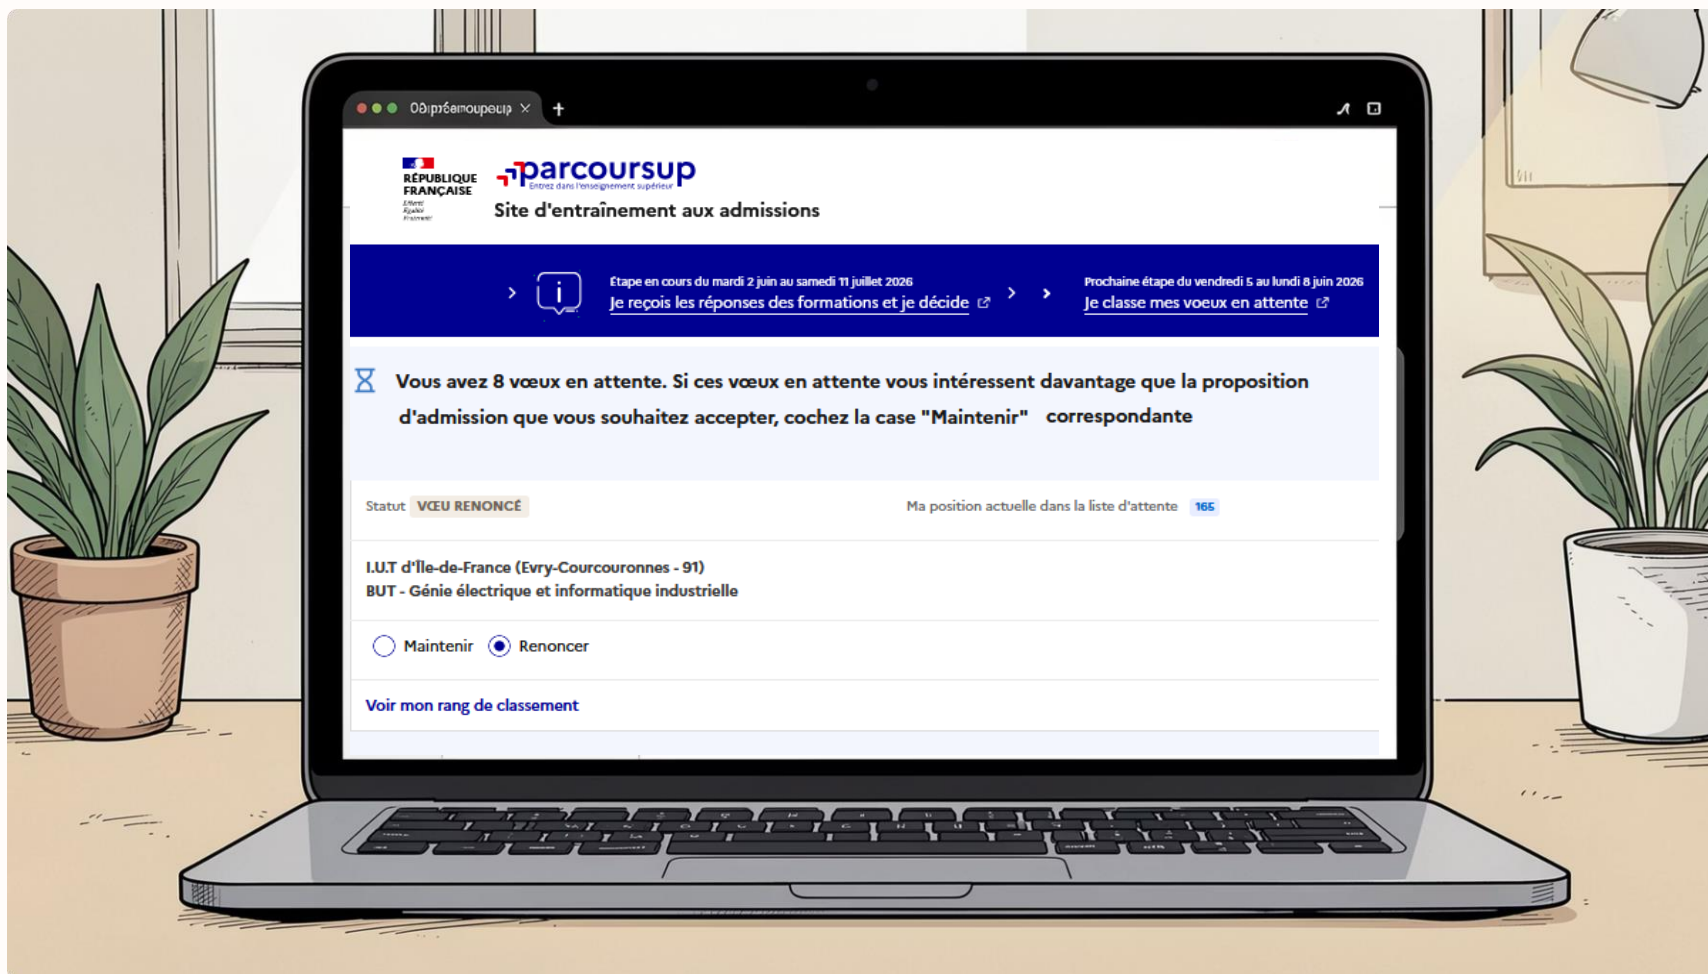 RÉPUBLIQUE
FRANÇAISE
Liberté
Égalité
Fraternité
parcoursup
Entrez dans l'enseignement supérieur
Site d'entraînement aux admissions
Étape en cours du mardi 2 juin au samedi 11 juillet 2026
Je reçois les réponses des formations et je décide
Prochaine étape du vendredi 5 au lundi 8 juin 2026
Je classe mes voeux en attente
Vous avez 8 vœux en attente. Si ces vœux en attente vous intéressent davantage que la proposition
d'admission que vous souhaitez accepter, cochez la case "Maintenir" correspondante
Statut VŒU RENONCÉ
Ma position actuelle dans la liste d'attente 165
I.U.T d'Île-de-France (Evry-Courcouronnes - 91)
BUT - Génie électrique et informatique industrielle
Maintenir Renoncer
Voir mon rang de classement